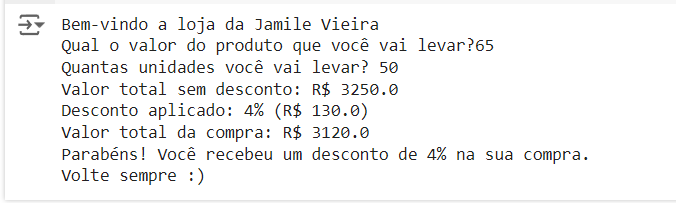 Bem-vindo a loja da Jamile Vieira
Qual o valor do produto que você vai levar?65
Quantas unidades você vai levar? 50
Valor total sem desconto: R$ 3250.0
Desconto aplicado: 4% (R$ 130.0)
Valor total da compra: R$ 3120.0
Parabéns! Você recebeu um desconto de 4% na sua compra.
Volte sempre :)